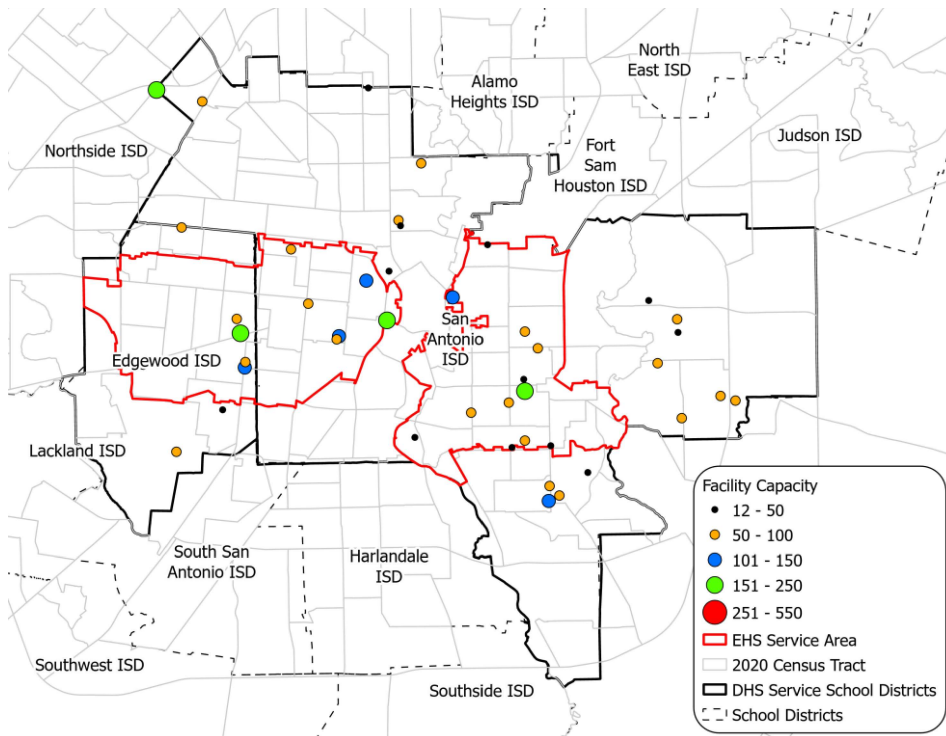 North
East ISD
Alamo
Heights ISD
Judson ISD
Northside ISD
Fort
Sam
Houston ISD
San
Antonio
ISD
Edgewood ISD
Lackland ISD
South San
Antonio ISD
Harlandale
ISD
Southwest ISD
Southside ISD
Facility Capacity
12 - 50
50 - 100
101 - 150
151 - 250
251 - 550
EHS Service Area
2020 Census Tract
DHS Service School Districts
School Districts